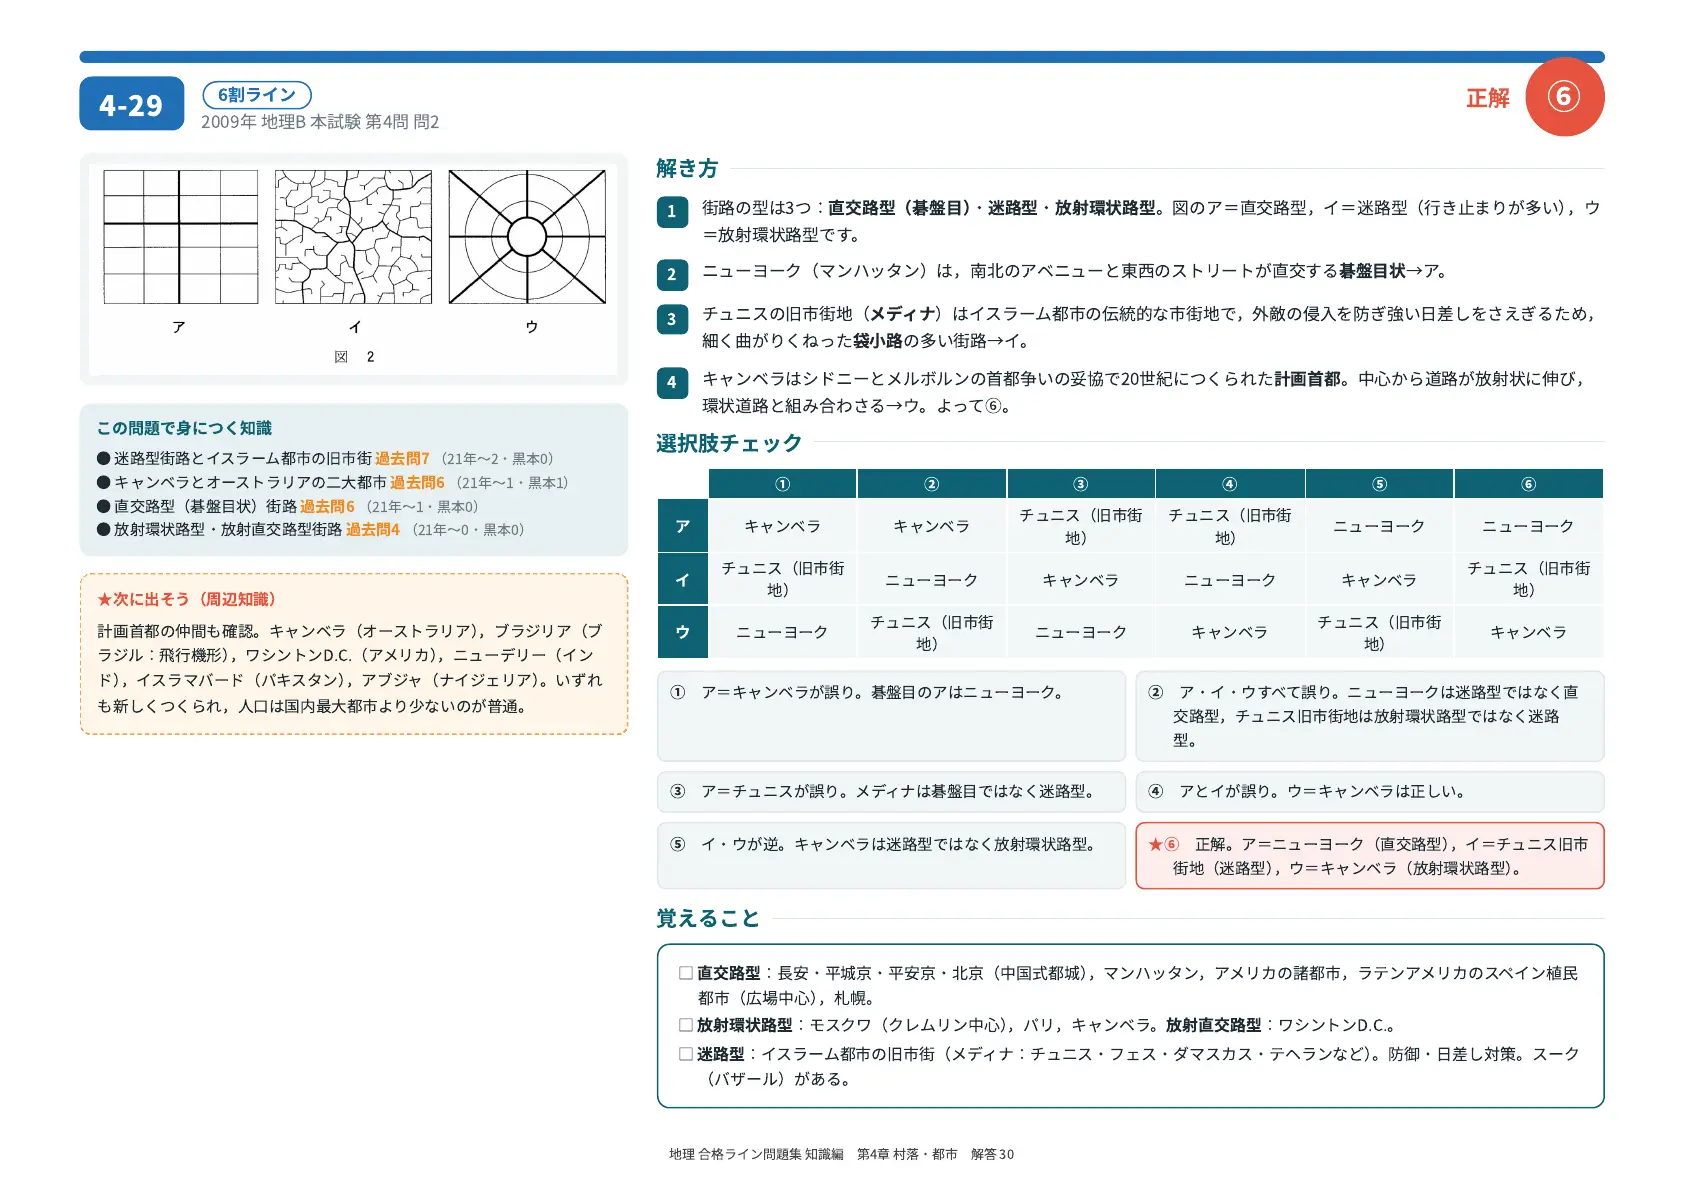 4-29
6割ライン
2009年 地理B 本試験 第4問 問2
正解 ⑥
ア イ ウ
図 2
この問題で身につく知識
● 迷路型街路とイスラーム都市の旧市街 過去問7 （21年〜2・黒本0）
● キャンベラとオーストラリアの二大都市 過去問6 （21年〜1・黒本1）
● 直交路型（碁盤目状）街路 過去問6 （21年〜1・黒本0）
● 放射環状路型・放射直交路型街路 過去問4 （21年〜0・黒本0）
★次に出そう（周辺知識）
計画首都の仲間も確認。キャンベラ（オーストラリア），ブラジリア（ブ
ラジル：飛行機形），ワシントンD.C.（アメリカ），ニューデリー（イン
ド），イスラマバード（パキスタン），アブジャ（ナイジェリア）。いずれ
も新しくつくられ，人口は国内最大都市より少ないのが普通。
解き方
1 街路の型は3つ：直交路型（碁盤目）・迷路型・放射環状路型。図のア＝直交路型，イ＝迷路型（行き止まりが多い），ウ
＝放射環状路型です。
2 ニューヨーク（マンハッタン）は，南北のアベニューと東西のストリートが直交する碁盤目状→ア。
3 チュニスの旧市街地（メディナ）はイスラーム都市の伝統的な市街地で，外敵の侵入を防ぎ強い日差しをさえぎるため，
細く曲がりくねった袋小路の多い街路→イ。
4 キャンベラはシドニーとメルボルンの首都争いの妥協で20世紀につくられた計画首都。中心から道路が放射状に伸び，
環状道路と組み合わさる→ウ。よって⑥。
選択肢チェック
① ② ③ ④ ⑤ ⑥
ア キャンベラ キャンベラ チュニス（旧市街地） チュニス（旧市街地） ニューヨーク ニューヨーク
イ チュニス（旧市街地） ニューヨーク キャンベラ ニューヨーク キャンベラ チュニス（旧市街地）
ウ ニューヨーク チュニス（旧市街地） ニューヨーク キャンベラ チュニス（旧市街地） キャンベラ
① ア＝キャンベラが誤り。碁盤目のアはニューヨーク。
② ア・イ・ウすべて誤り。ニューヨークは迷路型ではなく直
交路型，チュニス旧市街地は放射環状路型ではなく迷路
型。
③ ア＝チュニスが誤り。メディナは碁盤目ではなく迷路型。
④ アとイが誤り。ウ＝キャンベラは正しい。
⑤ イ・ウが逆。キャンベラは迷路型ではなく放射環状路型。
★⑥ 正解。ア＝ニューヨーク（直交路型），イ＝チュニス旧市
街地（迷路型），ウ＝キャンベラ（放射環状路型）。
覚えること
□ 直交路型：長安・平城京・平安京・北京（中国式都城），マンハッタン，アメリカの諸都市，ラテンアメリカのスペイン植民
都市（広場中心），札幌。
□ 放射環状路型：モスクワ（クレムリン中心），パリ，キャンベラ。放射直交路型：ワシントンD.C.。
□ 迷路型：イスラーム都市の旧市街（メディナ：チュニス・フェス・ダマスカス・テヘランなど）。防御・日差し対策。スーク
（バザール）がある。
地理 合格ライン問題集 知識編 第4章 村落・都市 解答 30